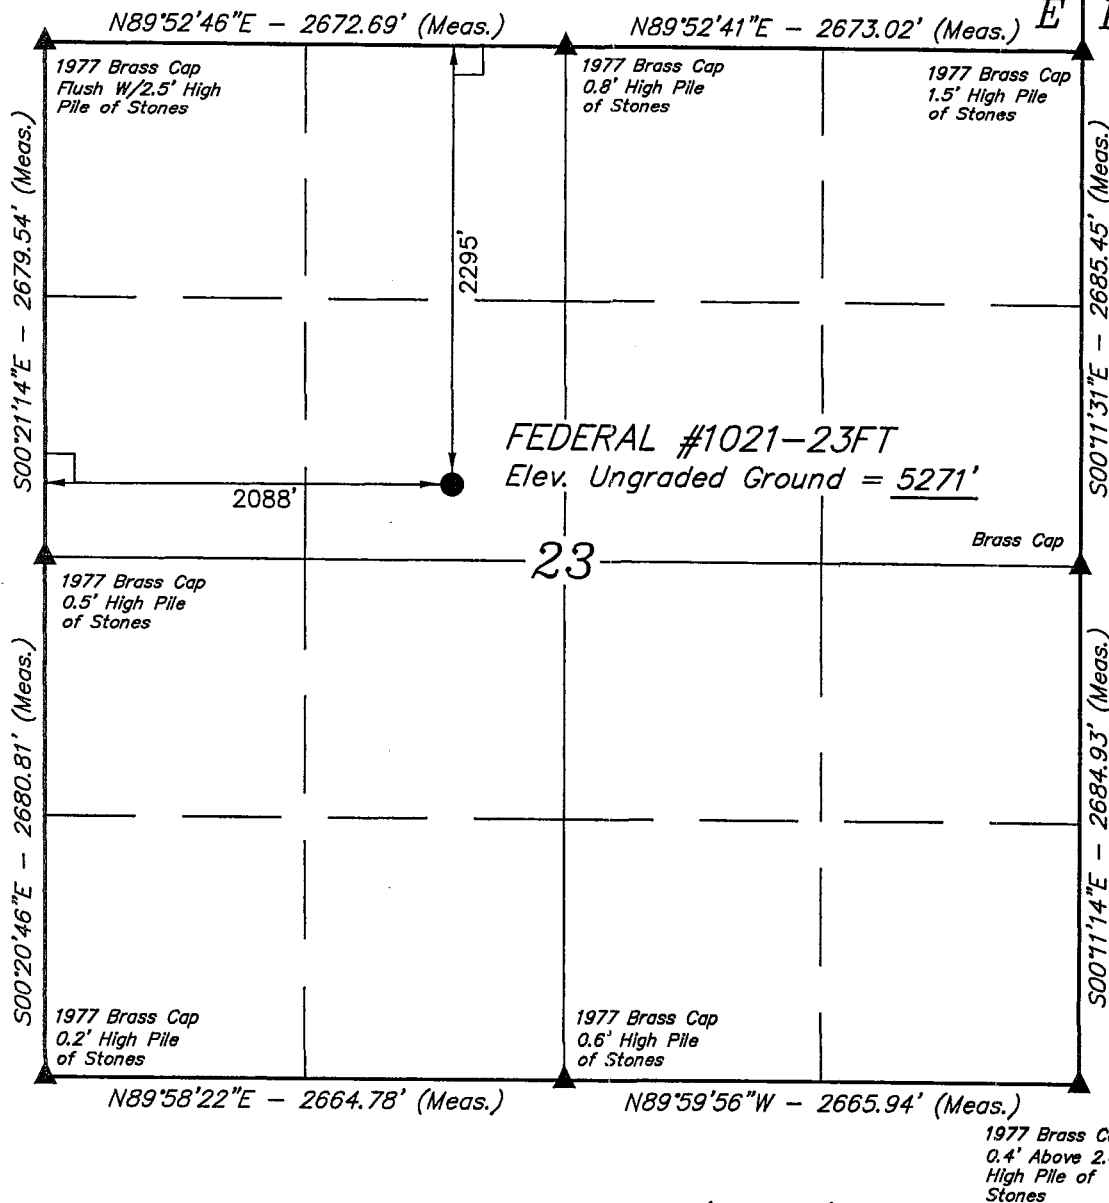 N89°52'46"E - 2672.69' (Meas.)
N89°52'41"E - 2673.02' (Meas.)
E
1977 Brass Cap
Flush W/2.5' High
Pile of Stones
1977 Brass Cap
0.8' High Pile
of Stones
1977 Brass Cap
1.5' High Pile
of Stones
S00°21'14"E - 2679.54' (Meas.)
S00°11'31"E - 2685.45' (Meas.)
2295'
2088'
FEDERAL #1021-23FT
Elev. Ungraded Ground = 5271'
23
Brass Cap
1977 Brass Cap
0.5' High Pile
of Stones
S00°20'46"E - 2680.81' (Meas.)
S00°11'14"E - 2684.93' (Meas.)
1977 Brass Cap
0.2' High Pile
of Stones
1977 Brass Cap
0.6' High Pile
of Stones
N89°58'22"E - 2664.78' (Meas.)
N89°59'56"W - 2665.94' (Meas.)
1977 Brass
0.4' Above
High Pile of
Stones